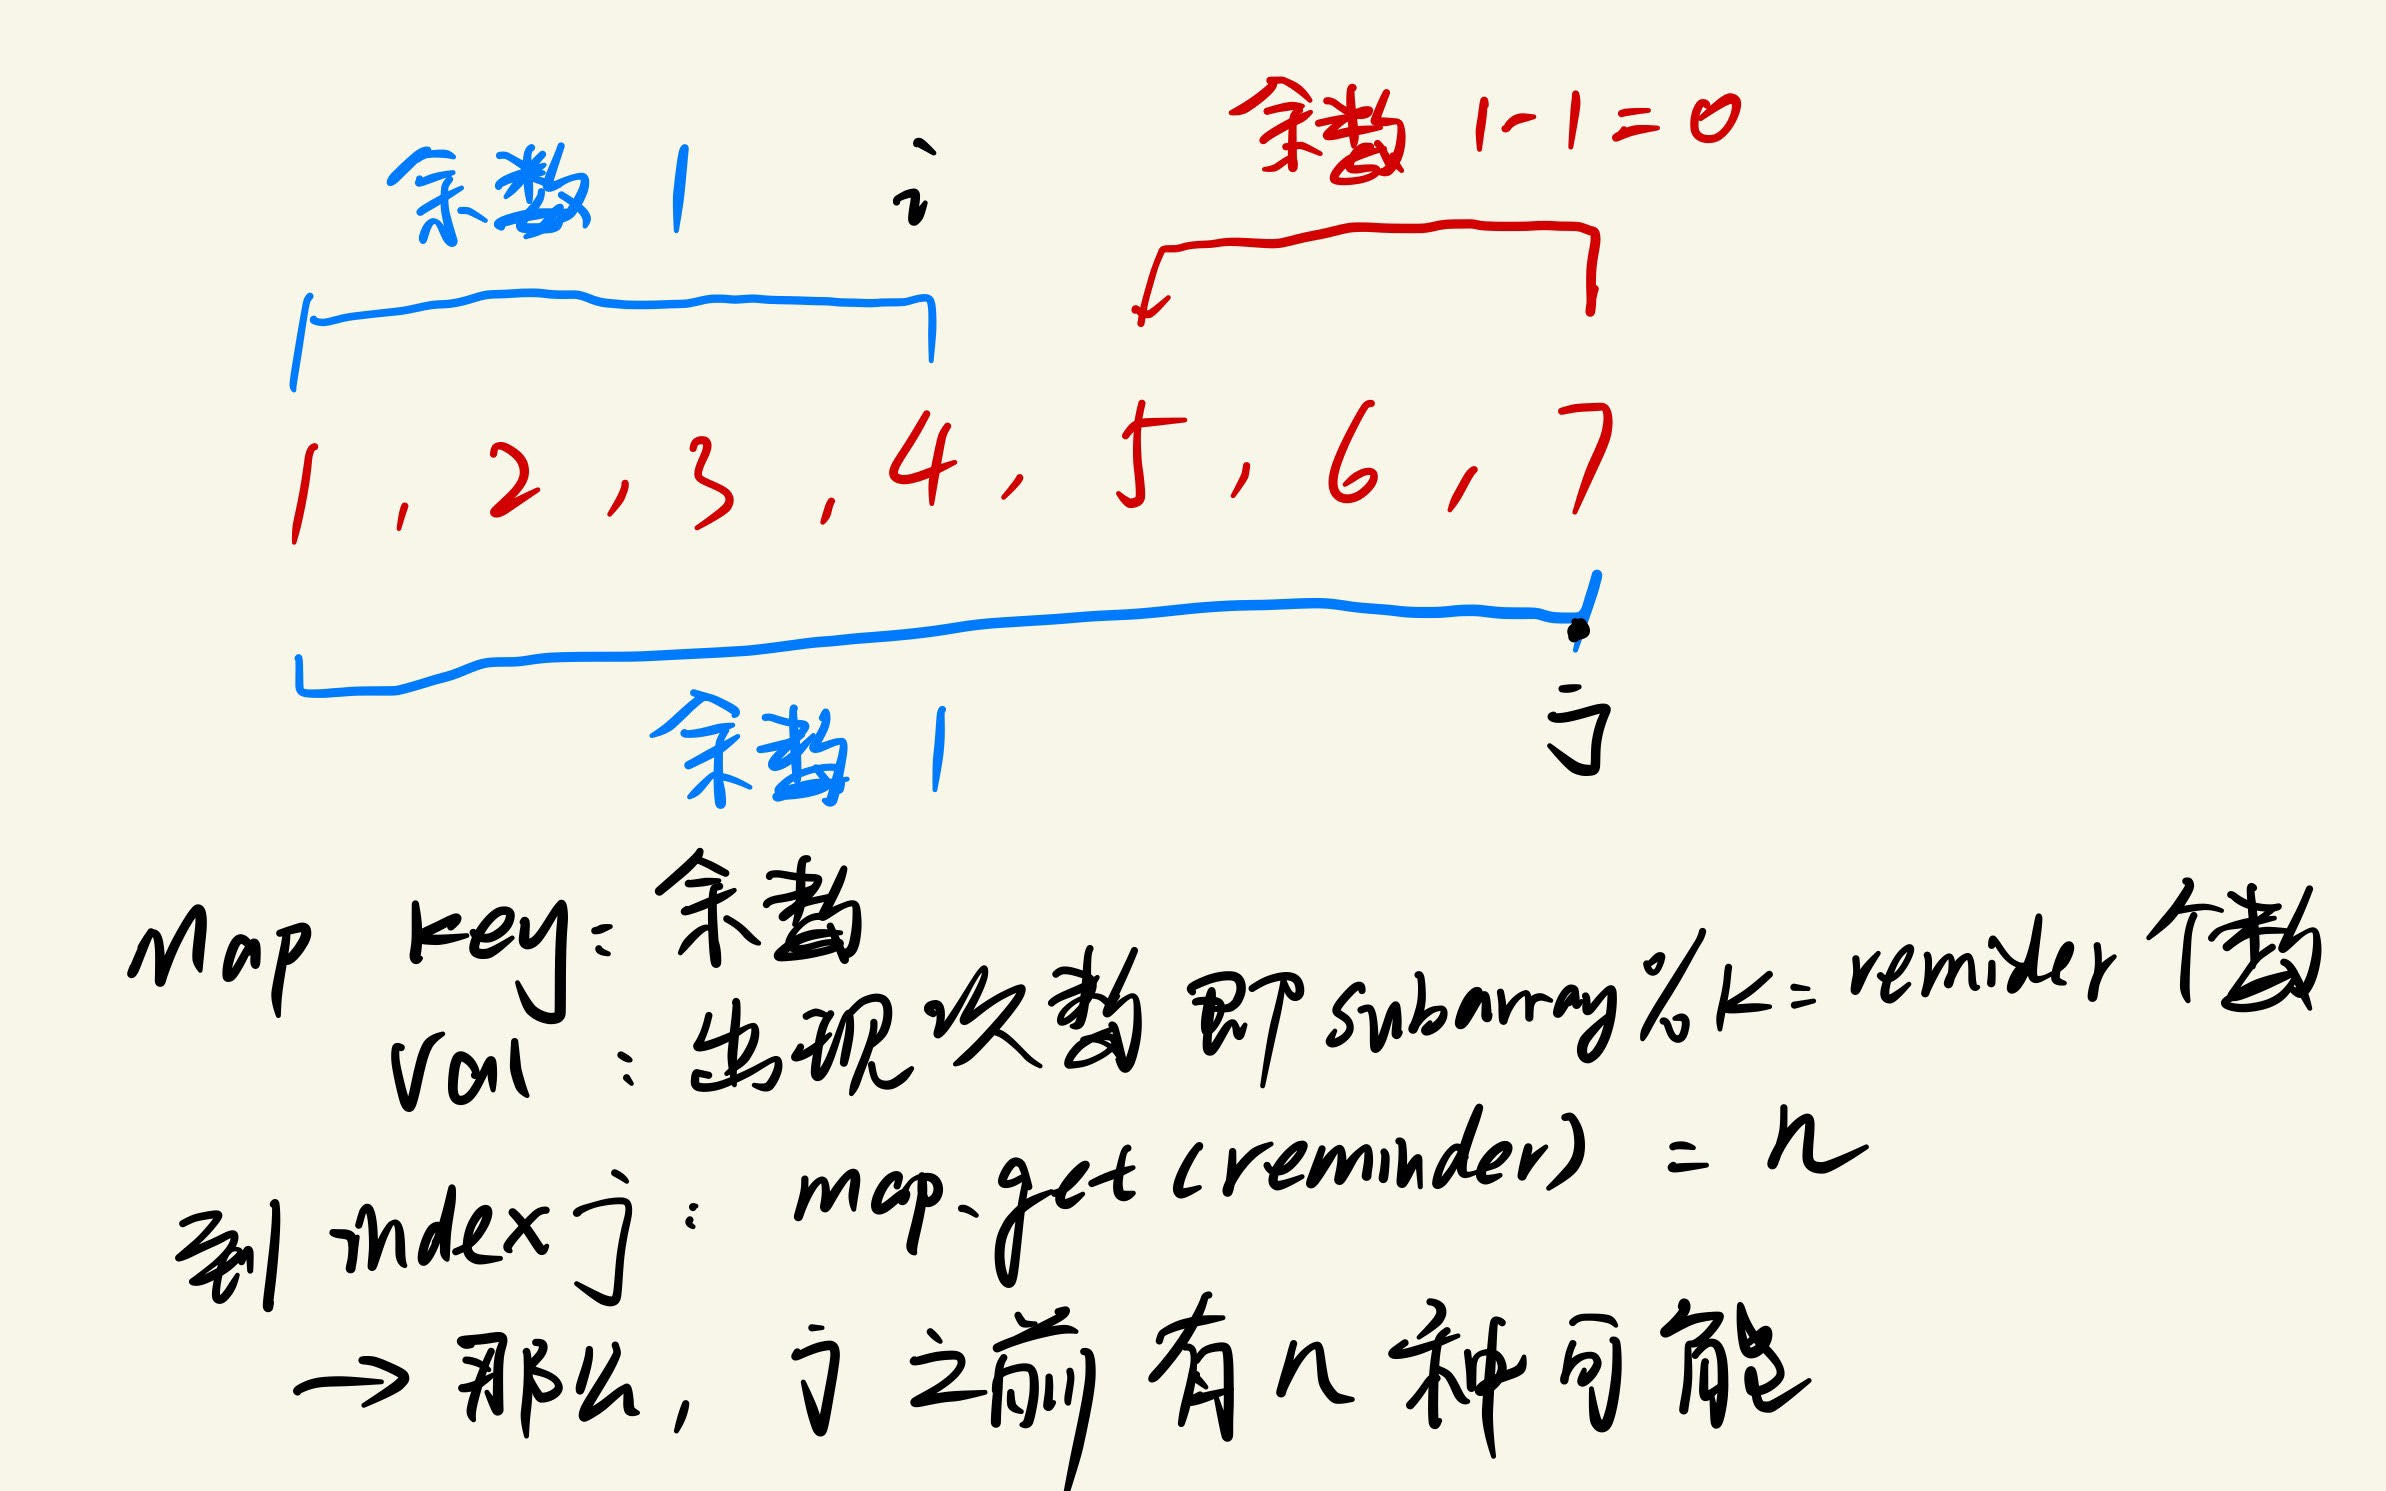 余数 1-1=0
余数 1
i
1, 2, 3, 4, 5, 6, 7
j
余数 1
Map key: 余数
val: 出现次数 即 subarray % k = reminder 个数
到 index j: map.get(reminder) = n
→ 那么, j 之前有 n 种可能